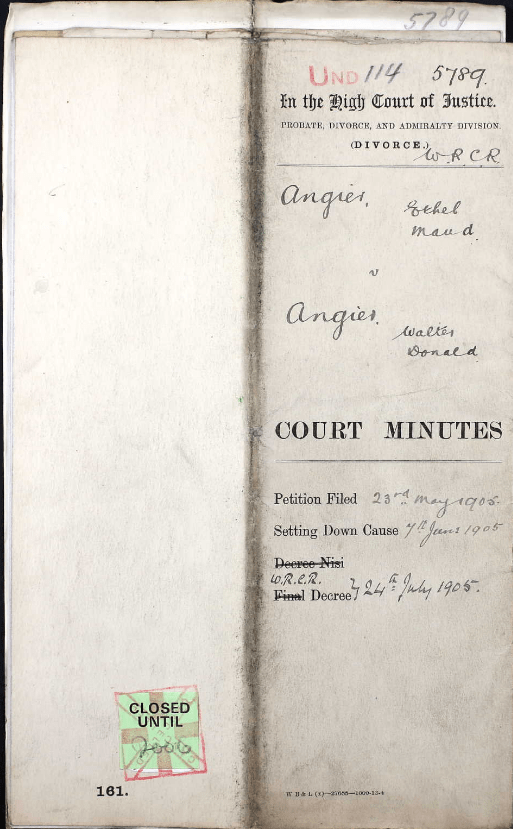 5789
UND 114 5789.
In the High Court of Justice.
PROBATE, DIVORCE, AND ADMIRALTY DIVISION.
(DIVORCE.)
W.R.C.R
Angier, Ethel
Maud.
v
Angier. Walter
Donald.
COURT MINUTES
Petition Filed 23rd May 1905.
Setting Down Cause 7th June 1905
Decree Nisi
W.R.C.R.
Final Decree } 24th July 1905.
CLOSED
UNTIL
2006
161.